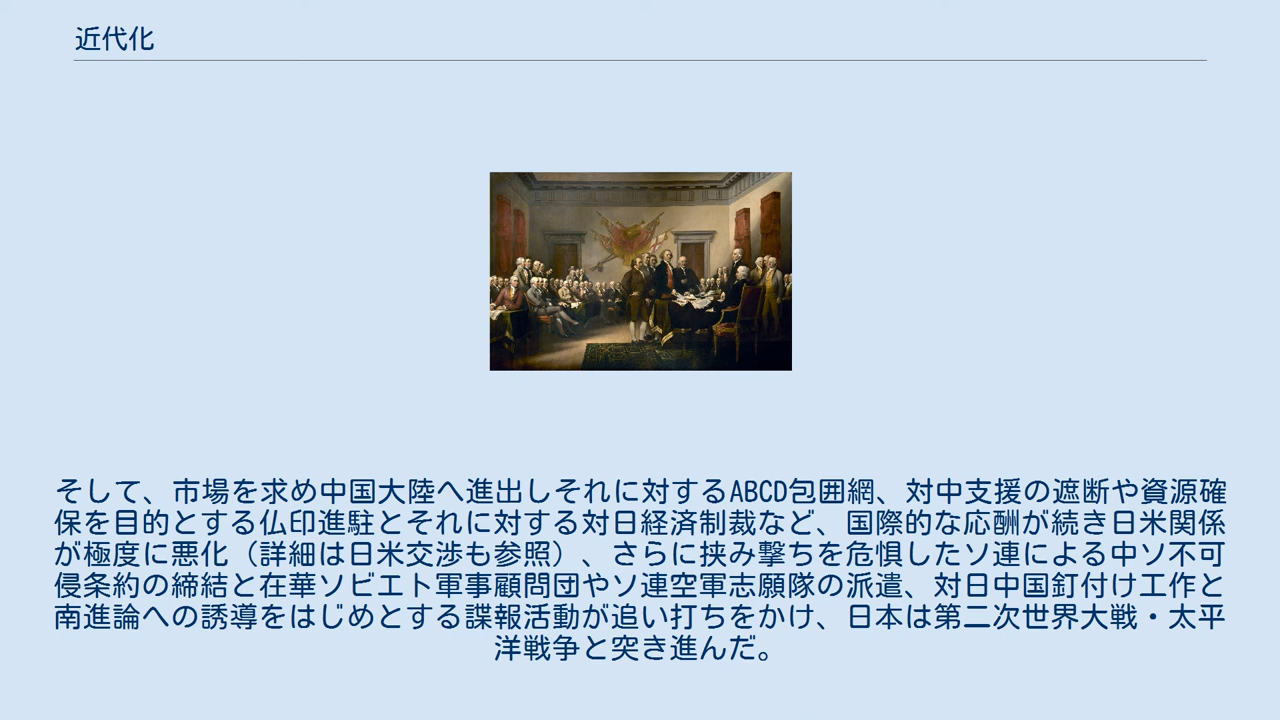 近代化
そして、市場を求め中国大陸へ進出しそれに対するABCD包囲網、対中支援の遮断や資源確
保を目的とする仏印進駐とそれに対する対日経済制裁など、国際的な応酬が続き日米関係
が極度に悪化（詳細は日米交渉も参照）、さらに挟み撃ちを危惧したソ連による中ソ不可
侵条約の締結と在華ソビエト軍事顧問団やソ連空軍志願隊の派遣、対日中国釘付け工作と
南進論への誘導をはじめとする諜報活動が追い打ちをかけ、日本は第二次世界大戦・太平
洋戦争と突き進んだ。